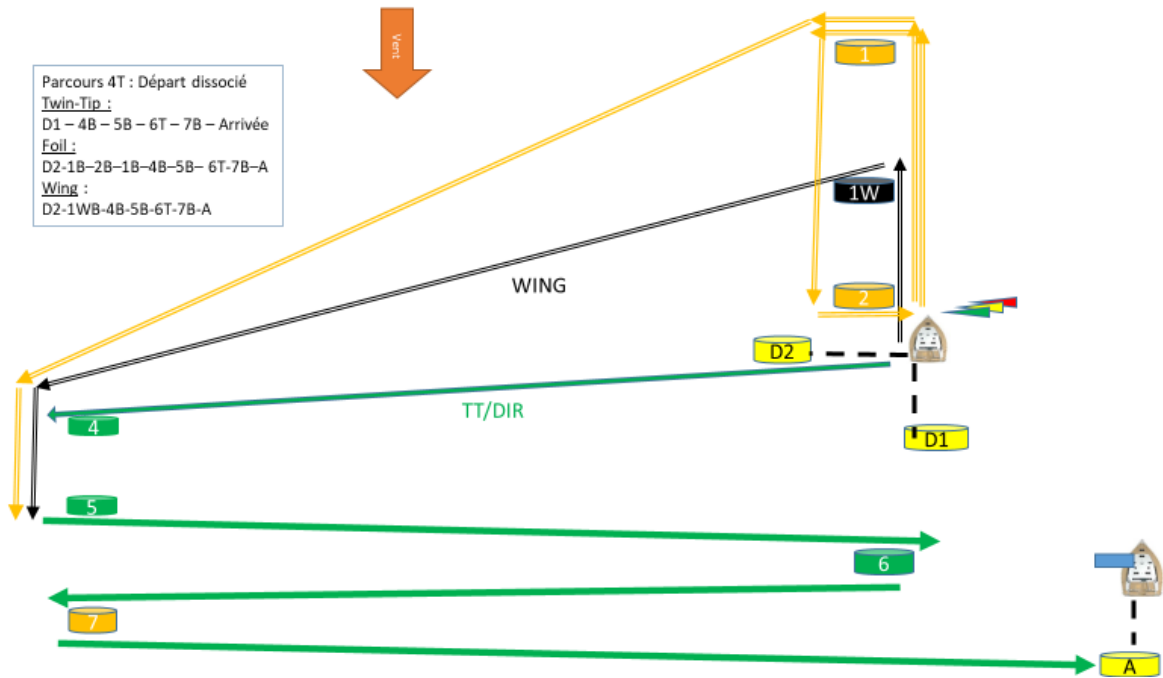 Vent
Parcours 4T : Départ dissocié
Twin-Tip :
D1 – 4B – 5B – 6T – 7B – Arrivée
Foil :
D2-1B–2B–1B–4B–5B– 6T-7B–A
Wing :
D2-1WB-4B-5B-6T-7B-A
1
1W
WING
2
D2
TT/DIR
4
D1
5
6
7
A